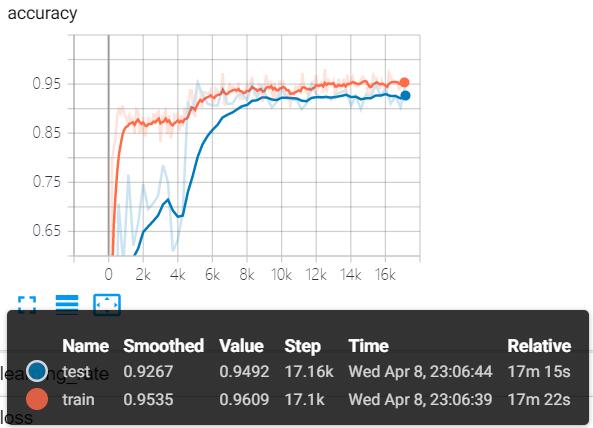 accuracy
0.95
0.85
0.75
0.65
0 2k 4k 6k 8k 10k 12k 14k 16k
Name Smoothed Value Step Time Relative
learning_rate
test 0.9267 0.9492 17.16k Wed Apr 8, 23:06:44 17m 15s
train 0.9535 0.9609 17.1k Wed Apr 8, 23:06:39 17m 22s
loss